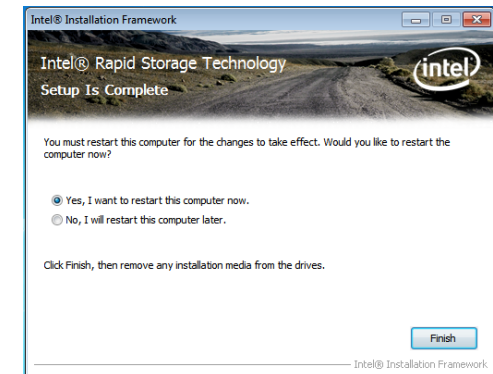 Intel® Installation Framework
Intel® Rapid Storage Technology
Setup Is Complete
intel
You must restart this computer for the changes to take effect. Would you like to restart the
computer now?
Yes, I want to restart this computer now.
No, I will restart this computer later.
Click Finish, then remove any installation media from the drives.
Finish
Intel® Installation Framework